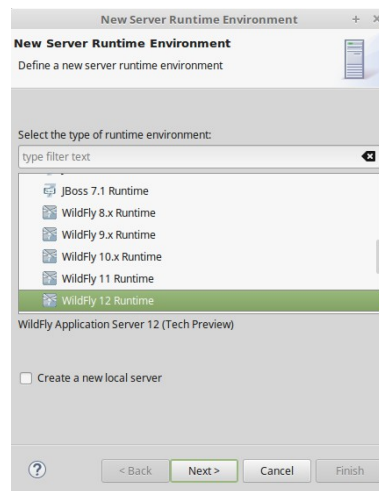 New Server Runtime Environment
New Server Runtime Environment
Define a new server runtime environment
Select the type of runtime environment:
type filter text
JBoss 7.1 Runtime
WildFly 8.x Runtime
WildFly 9.x Runtime
WildFly 10.x Runtime
WildFly 11 Runtime
WildFly 12 Runtime
WildFly Application Server 12 (Tech Preview)
Create a new local server
? < Back Next > Cancel Finish